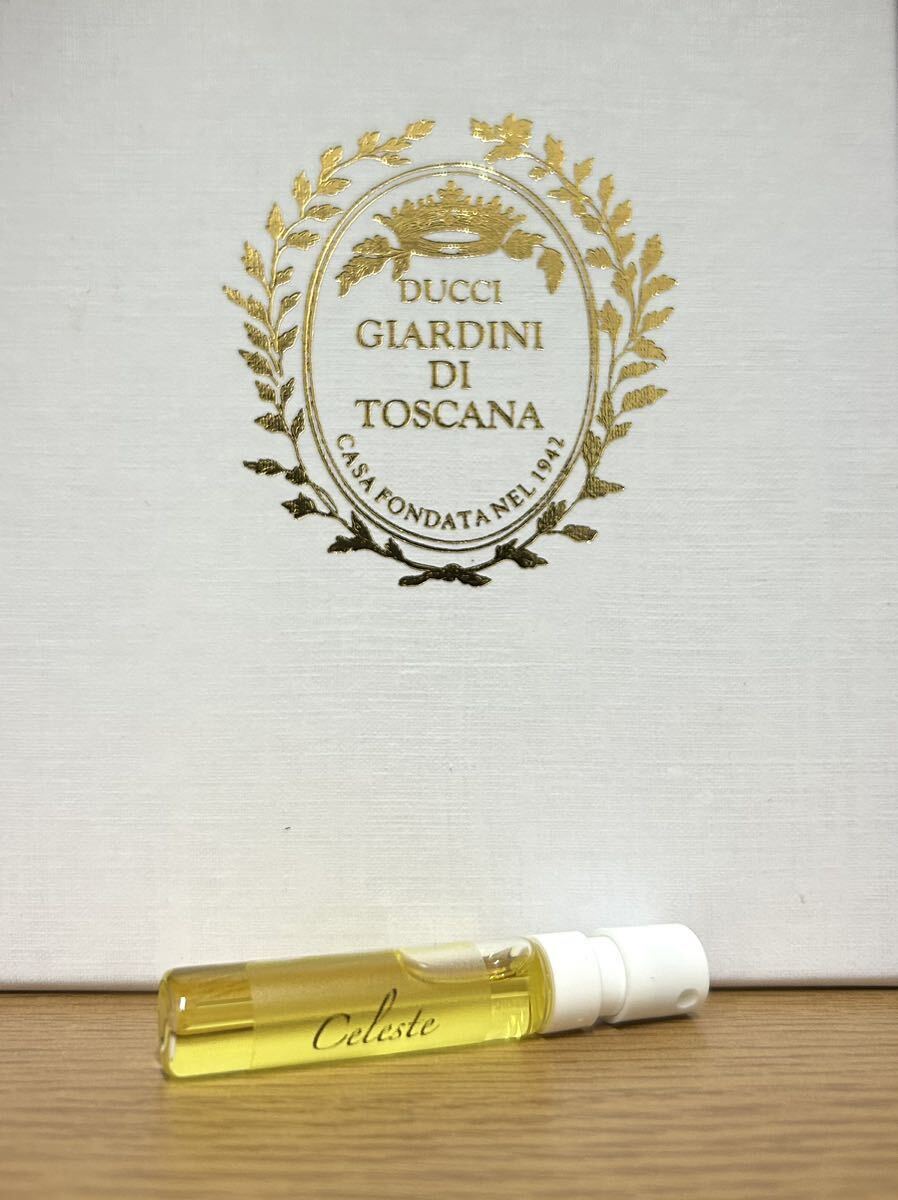 DUCCI
GIARDINI
DI
TOSCANA
CASA FONDATA NEL 1942
Celeste